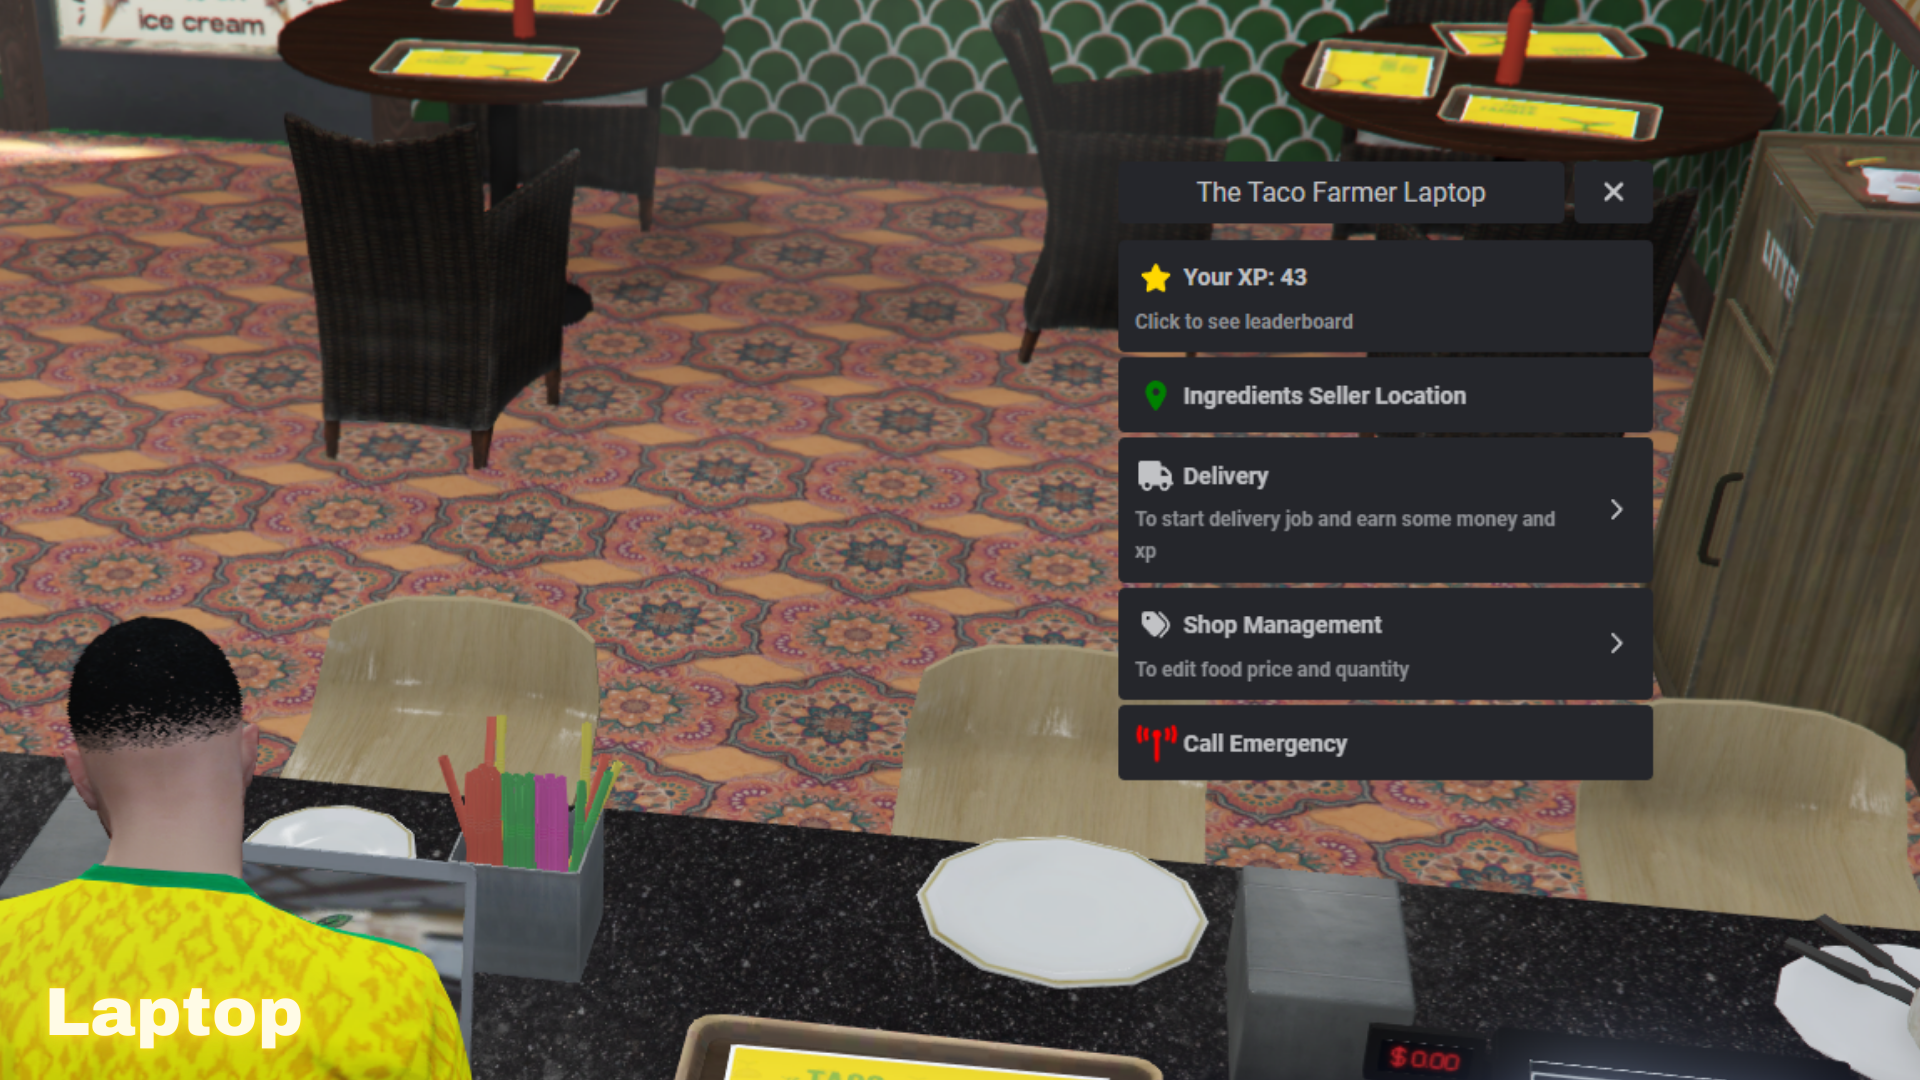 ice cream
The Taco Farmer Laptop
Your XP: 43
Click to see leaderboard
Ingredients Seller Location
Delivery
To start delivery job and earn some money and
xp
Shop Management
To edit food price and quantity
Call Emergency
Laptop
$0.00
TACO